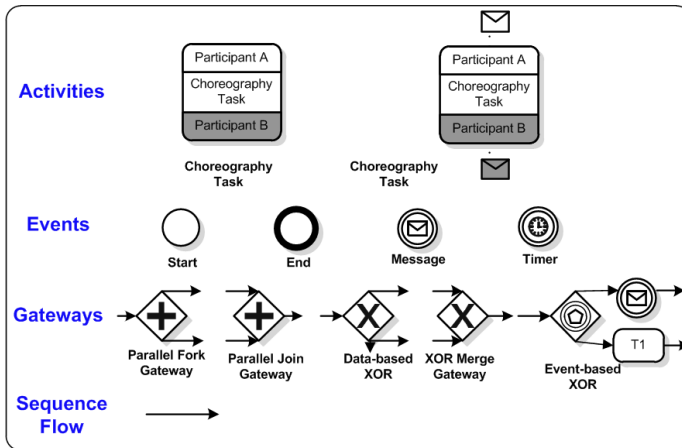 Activities
Participant A
Choreography
Task
Participant B
Choreography
Task
Participant A
Choreography
Task
Participant B
Choreography
Task
Events
Start
End
Message
Timer
Gateways
X
X
T1
Parallel Fork
Gateway
Parallel Join
Gateway
Data-based
XOR
XOR Merge
Gateway
Event-based
XOR
Sequence
Flow